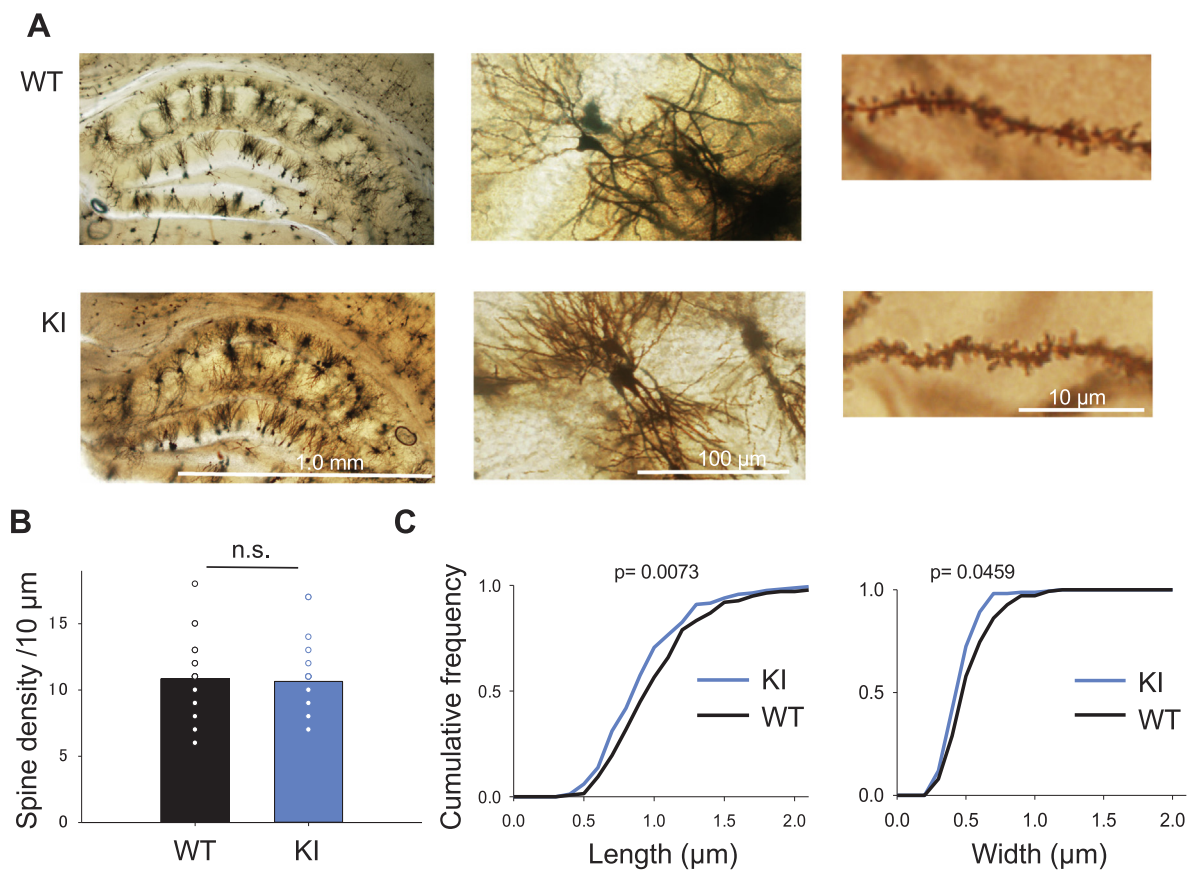 A
WT
KI
1.0 mm
100 µm
10 µm
B
n.s.
Spine density /10 µm
15
10
5
0
WT
KI
C
p= 0.0073
Cumulative frequency
1.0
0.5
0.0
KI
WT
0.0 0.5 1.0 1.5 2.0
Length (µm)
p= 0.0459
1.0
0.5
0.0
KI
WT
0.0 0.5 1.0 1.5 2.0
Width (µm)